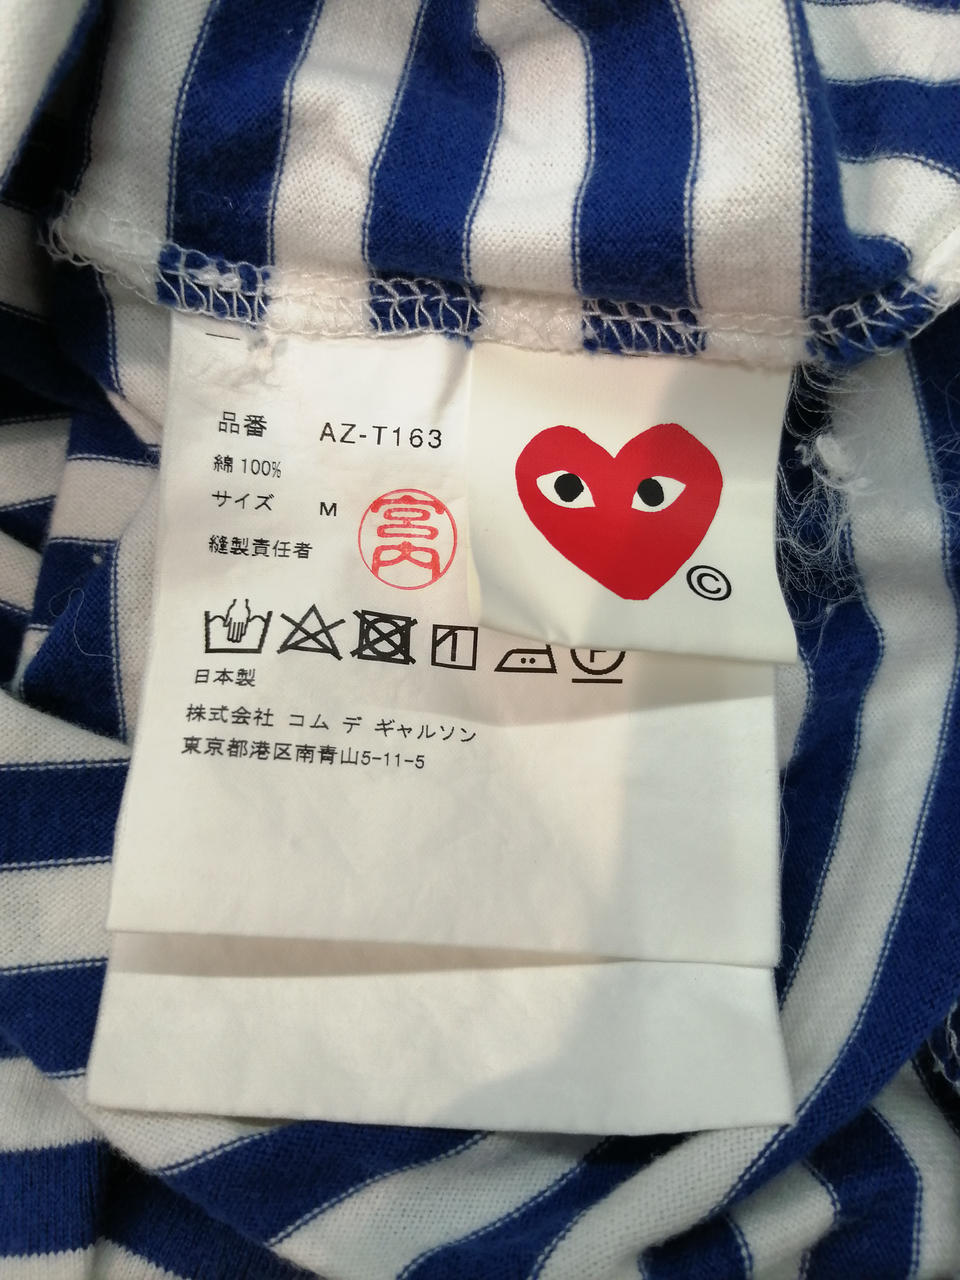 品番 AZ-T163
綿 100%
サイズ M
縫製責任者 宮内
©
P
日本製
株式会社 コム デ ギャルソン
東京都港区南青山5-11-5